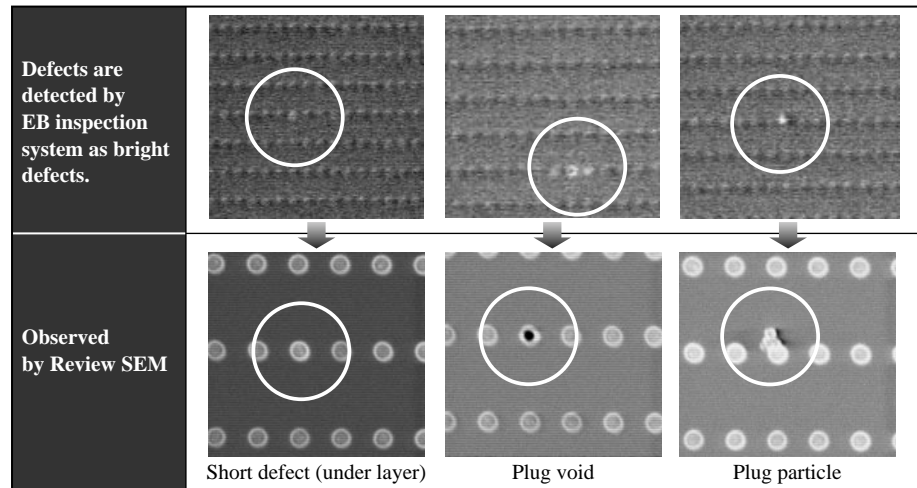 Defects are
detected by
EB inspection
system as bright
defects.
Observed
by Review SEM
Short defect (under layer)
Plug void
Plug particle